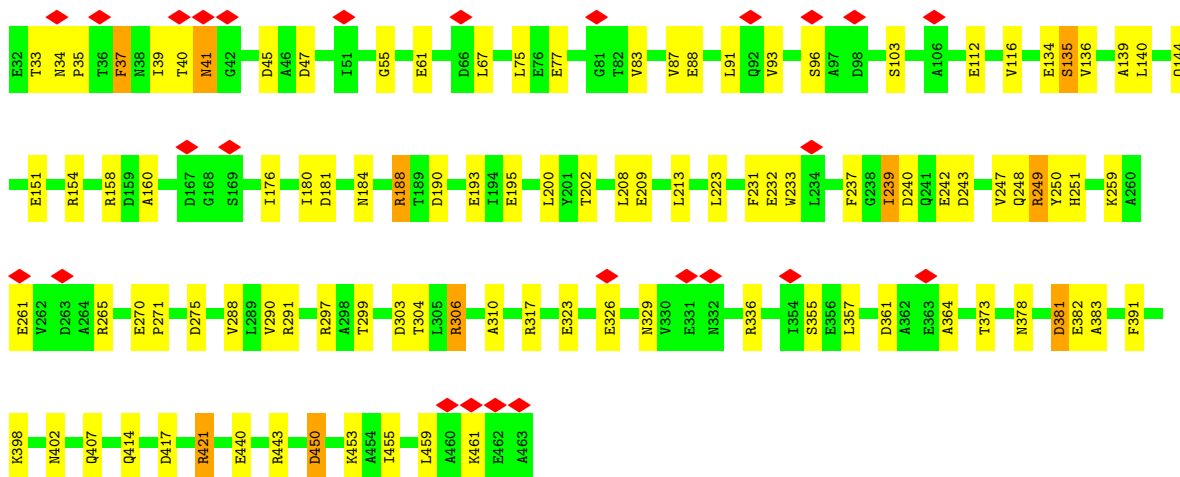 E32 T33 N34 P35 T36 F37 N38 I39 T40 N41 G42 D45 A46 D47 I51 G55 E61 D66 L67 L75 E76 E77 G81 T82 V83 V87 E88 L91 Q92 V93 S96 A97 D98 S103 A106 E112 V116 E134 S135 V136 A139 L140
E151 R154 R158 D159 A160 D167 G168 S169 I176 I180 D181 N184 R188 T189 D190 E193 I194 E195 L200 Y201 T202 L208 E209 L213 L223 F231 E232 W233 L234 F237 G238 I239 D240 Q241 E242 D243 V247 Q248 R249 Y250 H251 K259 A260
E261 V262 D263 A264 R265 E270 P271 D275 V288 L289 V290 R291 R297 A298 T299 D303 T304 L305 R306 A310 R317 E323 E326 N329 V330 E331 N332 R336 I354 S355 E356 L357 D361 A362 E363 A364 T373 N378 D381 E382 A383 F391
K398 N402 Q407 Q414 D417 R421 E440 R443 D450 K453 A454 I455 L459 A460 K461 E462 A463